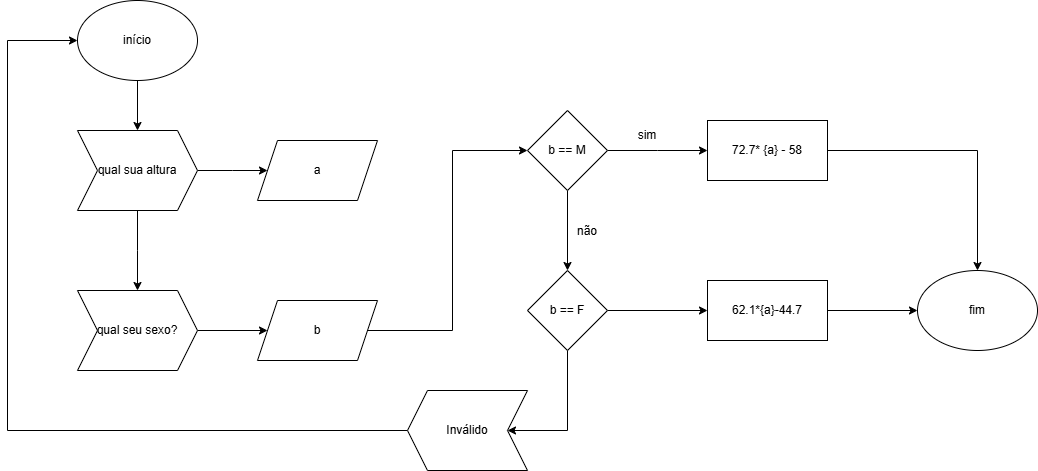 início
qual sua altura
a
qual seu sexo?
b
b == M
sim
72.7* {a} - 58
não
b == F
62.1*{a}-44.7
fim
Inválido